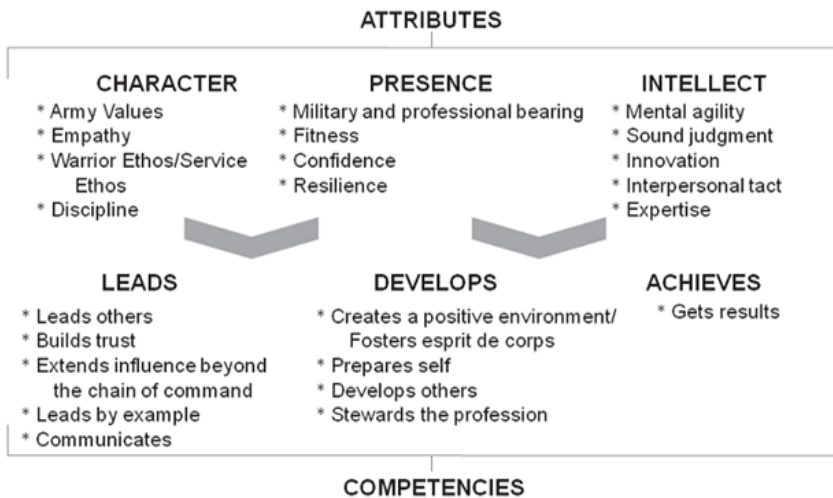 ATTRIBUTES
CHARACTER
* Army Values
* Empathy
* Warrior Ethos/Service
Ethos
* Discipline
PRESENCE
* Military and professional bearing
* Fitness
* Confidence
* Resilience
INTELLECT
* Mental agility
* Sound judgment
* Innovation
* Interpersonal tact
* Expertise
LEADS
* Leads others
* Builds trust
* Extends influence beyond
the chain of command
* Leads by example
* Communicates
DEVELOPS
* Creates a positive environment/
Fosters esprit de corps
* Prepares self
* Develops others
* Stewards the profession
ACHIEVES
* Gets results
COMPETENCIES